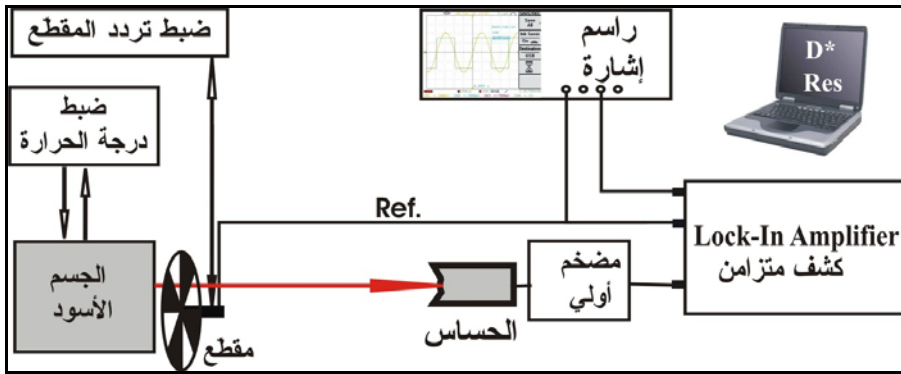 ضبط تردد المقطع
راسم
إشارة
D*
Res
ضبط
درجة الحرارة
Ref.
Lock-In Amplifier
كشف متزامن
الجسم
الأسود
مضخم
أولي
الحساس
مقطع